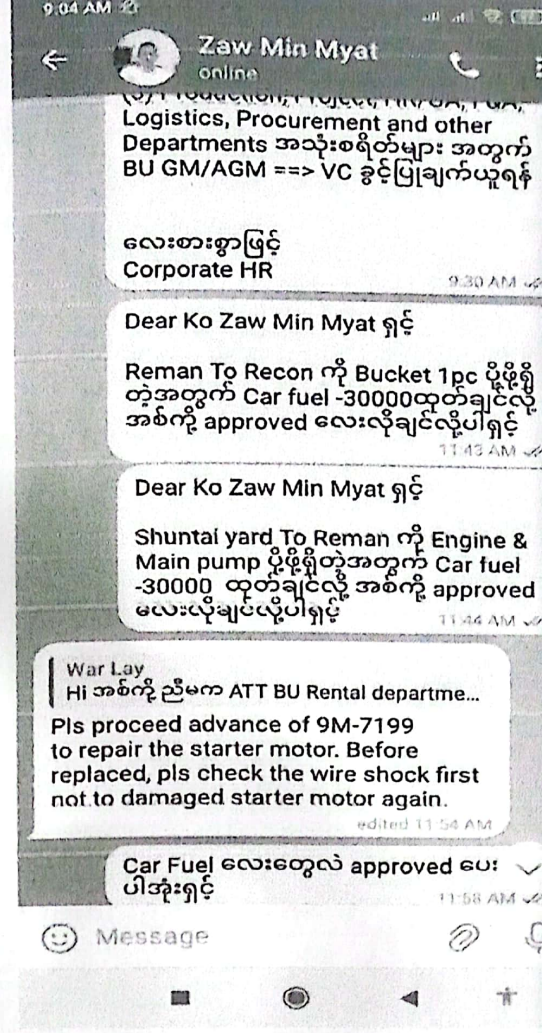 9:04 AM
Zaw Min Myat
online
Logistics, Procurement and other
Departments အသုံးစရိတ်များ အတွက်
BU GM/AGM ==> VC ခွင့်ပြုချက်ယူရန်
လေးစားစွာဖြင့်
Corporate HR
9:30 AM
Dear Ko Zaw Min Myat ရှင့်
Reman To Recon ကို Bucket 1pc ပို့ဖို့ရှိ
တဲ့အတွက် Car fuel -30000ထုတ်ချင်လို့
အစ်ကို့ approved လေးလိုချင်လို့ပါရှင့်
11:43 AM
Dear Ko Zaw Min Myat ရှင့်
Shuntai yard To Reman ကို Engine &
Main pump ပို့ဖို့ရှိတဲ့အတွက် Car fuel
-30000 ထုတ်ချင်လို့ အစ်ကို့ approved
11:44 AM
War Lay
Hi အစ်ကို့ ညီမက ATT BU Rental departme...
Pls proceed advance of 9M-7199
to repair the starter motor. Before
replaced, pls check the wire shock first
not to damaged starter motor again.
edited 11:54 AM
Car Fuel လေးတွေလဲ approved ပေး
ပါအုံးရှင့်
11:58 AM
Message